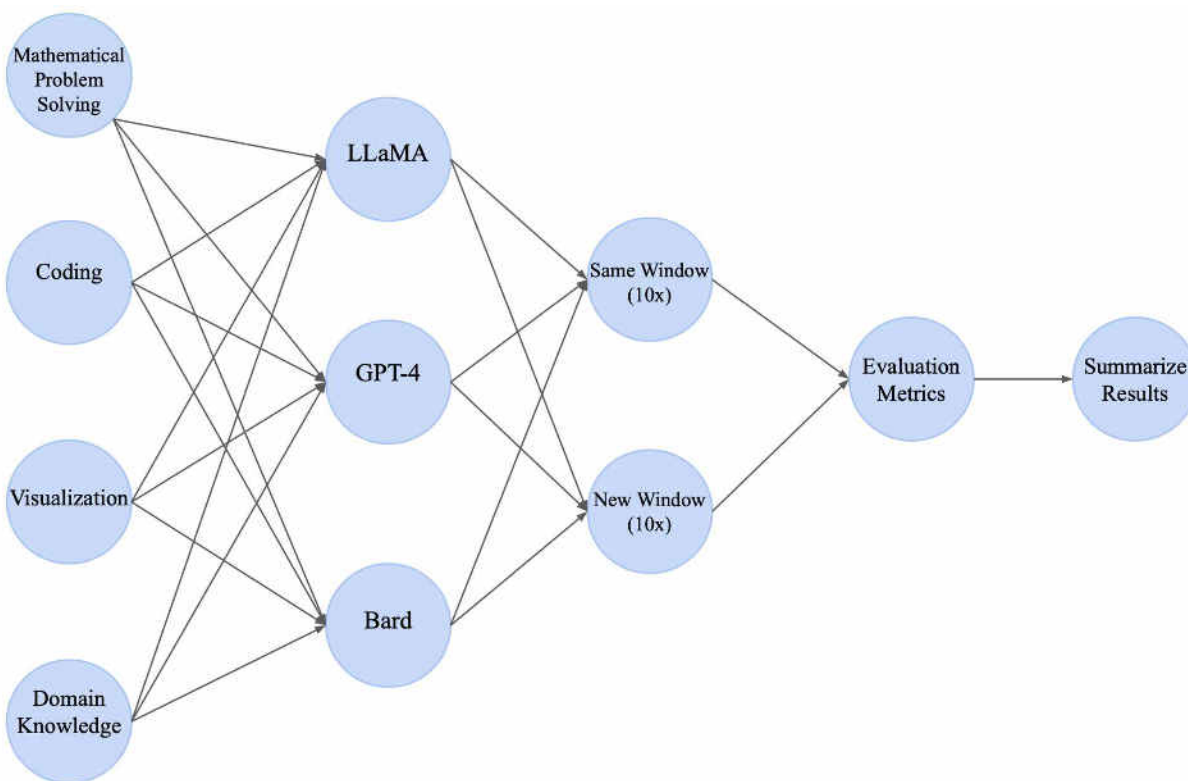 Mathematical
Problem
Solving
Coding
Visualization
Domain
Knowledge
LLaMA
GPT-4
Bard
Same Window
(10x)
New Window
(10x)
Evaluation
Metrics
Summarize
Results